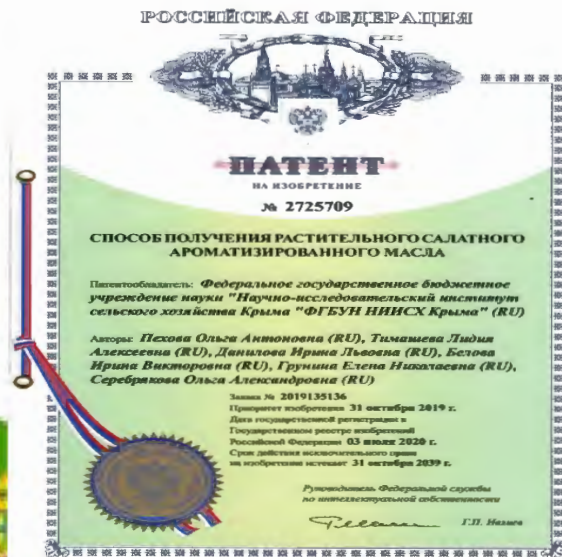 РОССИЙСКАЯ ФЕДЕРАЦИЯ
ПАТЕНТ
НА ИЗОБРЕТЕНИЕ
№ 2725709
СПОСОБ ПОЛУЧЕНИЯ РАСТИТЕЛЬНОГО САЛАТНОГО
АРОМАТИЗИРОВАННОГО МАСЛА
Патентообладатель: Федеральное государственное бюджетное
учреждение науки "Научно-исследовательский институт
сельского хозяйства Крыма "ФГБУН НИИСХ Крыма" (RU)
Авторы: Пехова Ольга Антоновна (RU), Тимашева Лидия
Алексеевна (RU), Данилова Ирина Львовна (RU), Белова
Ирина Викторовна (RU), Грунина Елена Николаевна (RU),
Серебрякова Ольга Александровна (RU)
Заявка № 2019135136
Приоритет изобретения 31 октября 2019 г.
Дата государственной регистрации в
Государственном реестре изобретений
Российской Федерации 03 июля 2020 г.
Срок действия исключительного права
на изобретение истекает 31 октября 2039 г.
Руководитель Федеральной службы
по интеллектуальной собственности
Г.П. Ивлиев